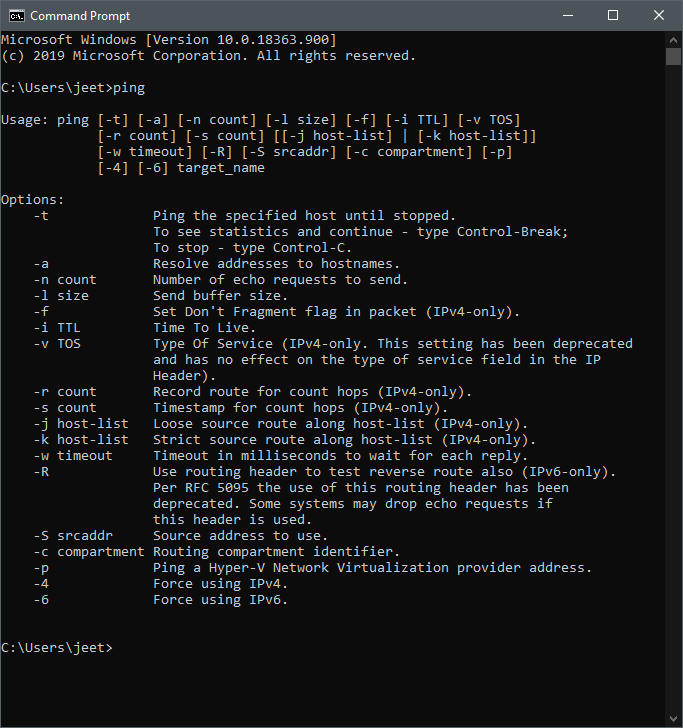 Command Prompt
Microsoft Windows [Version 10.0.18363.900]
(c) 2019 Microsoft Corporation. All rights reserved.
C:\Users\jeet>ping
Usage: ping [-t] [-a] [-n count] [-l size] [-f] [-i TTL] [-v TOS]
            [-r count] [-s count] [[-j host-list] | [-k host-list]]
            [-w timeout] [-R] [-S srcaddr] [-c compartment] [-p]
            [-4] [-6] target_name
Options:
    -t             Ping the specified host until stopped.
                   To see statistics and continue - type Control-Break;
                   To stop - type Control-C.
    -a             Resolve addresses to hostnames.
    -n count       Number of echo requests to send.
    -l size        Send buffer size.
    -f             Set Don't Fragment flag in packet (IPv4-only).
    -i TTL         Time To Live.
    -v TOS         Type Of Service (IPv4-only. This setting has been deprecated
                   and has no effect on the type of service field in the IP
                   Header).
    -r count       Record route for count hops (IPv4-only).
    -s count       Timestamp for count hops (IPv4-only).
    -j host-list   Loose source route along host-list (IPv4-only).
    -k host-list   Strict source route along host-list (IPv4-only).
    -w timeout     Timeout in milliseconds to wait for each reply.
    -R             Use routing header to test reverse route also (IPv6-only).
                   Per RFC 5095 the use of this routing header has been
                   deprecated. Some systems may drop echo requests if
                   this header is used.
    -S srcaddr     Source address to use.
    -c compartment Routing compartment identifier.
    -p             Ping a Hyper-V Network Virtualization provider address.
    -4             Force using IPv4.
    -6             Force using IPv6.
C:\Users\jeet>